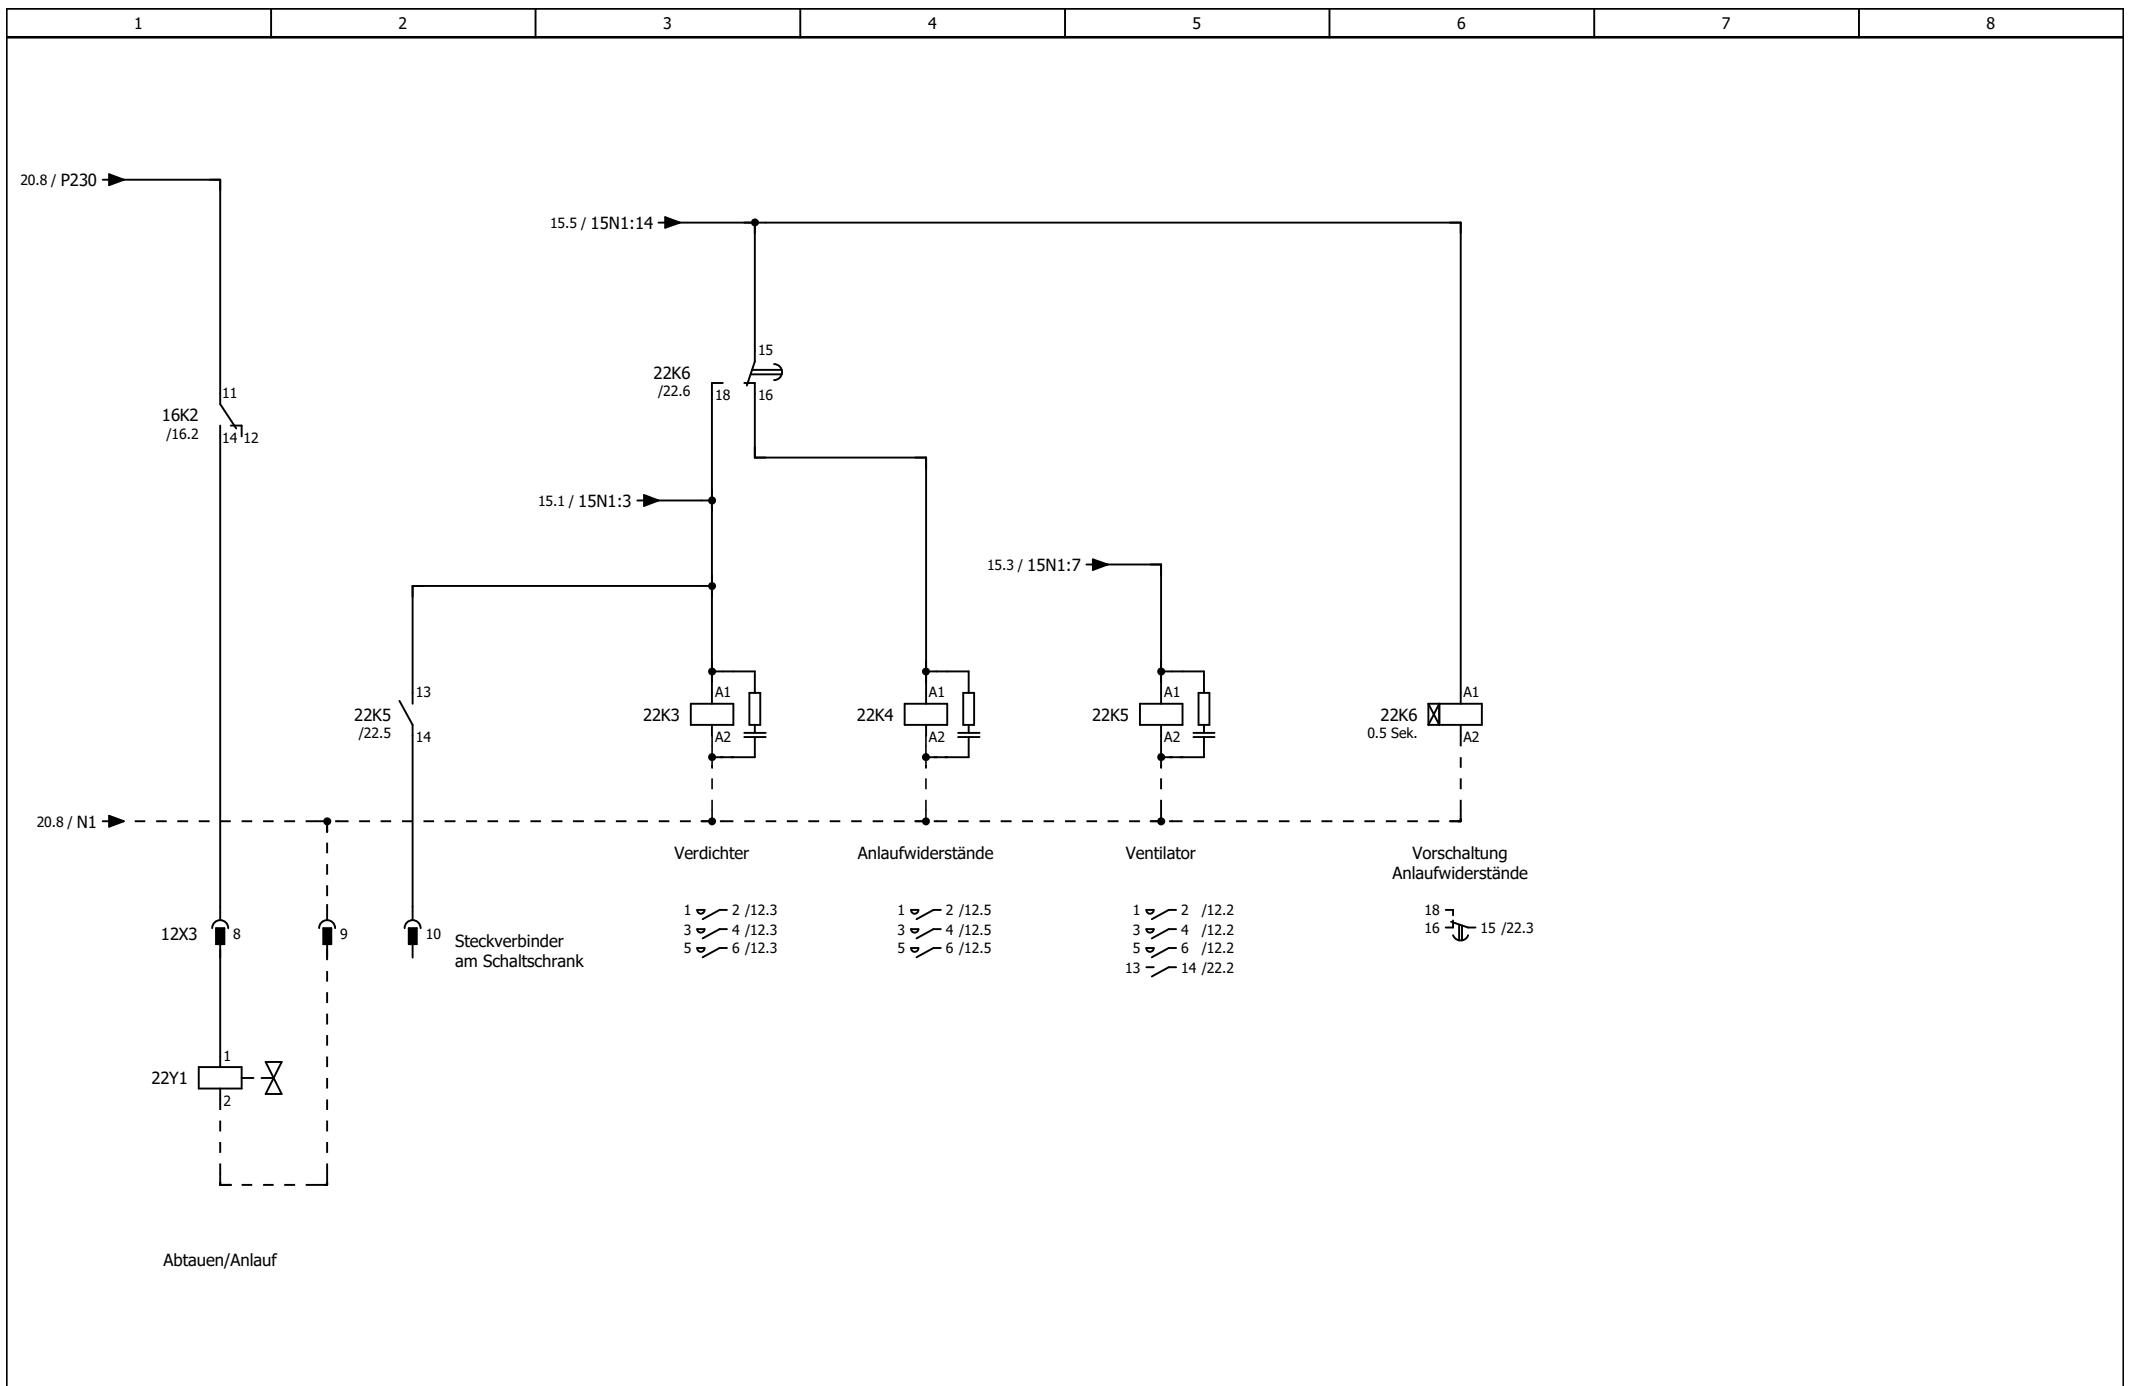 1 2 3 4 5 6 7 8
20.8 / P230
15.5 / 15N1:14
15
22K6
/22.6
18 16
11
16K2
/16.2
14 12
15.1 / 15N1:3
15.3 / 15N1:7
13
22K5
/22.5
14
A1
22K3
A2
A1
22K4
A2
A1
22K5
A2
A1
22K6
0.5 Sek.
A2
20.8 / N1
Verdichter
Anlaufwiderstände
Ventilator
Vorschaltung
Anlaufwiderstände
1 2 /12.3
3 4 /12.3
5 6 /12.3
1 2 /12.5
3 4 /12.5
5 6 /12.5
1 2 /12.2
3 4 /12.2
5 6 /12.2
13 14 /22.2
18
16 15 /22.3
12X3 8 9 10
Steckverbinder
am Schaltschrank
1
22Y1
2
Abtauen/Anlauf